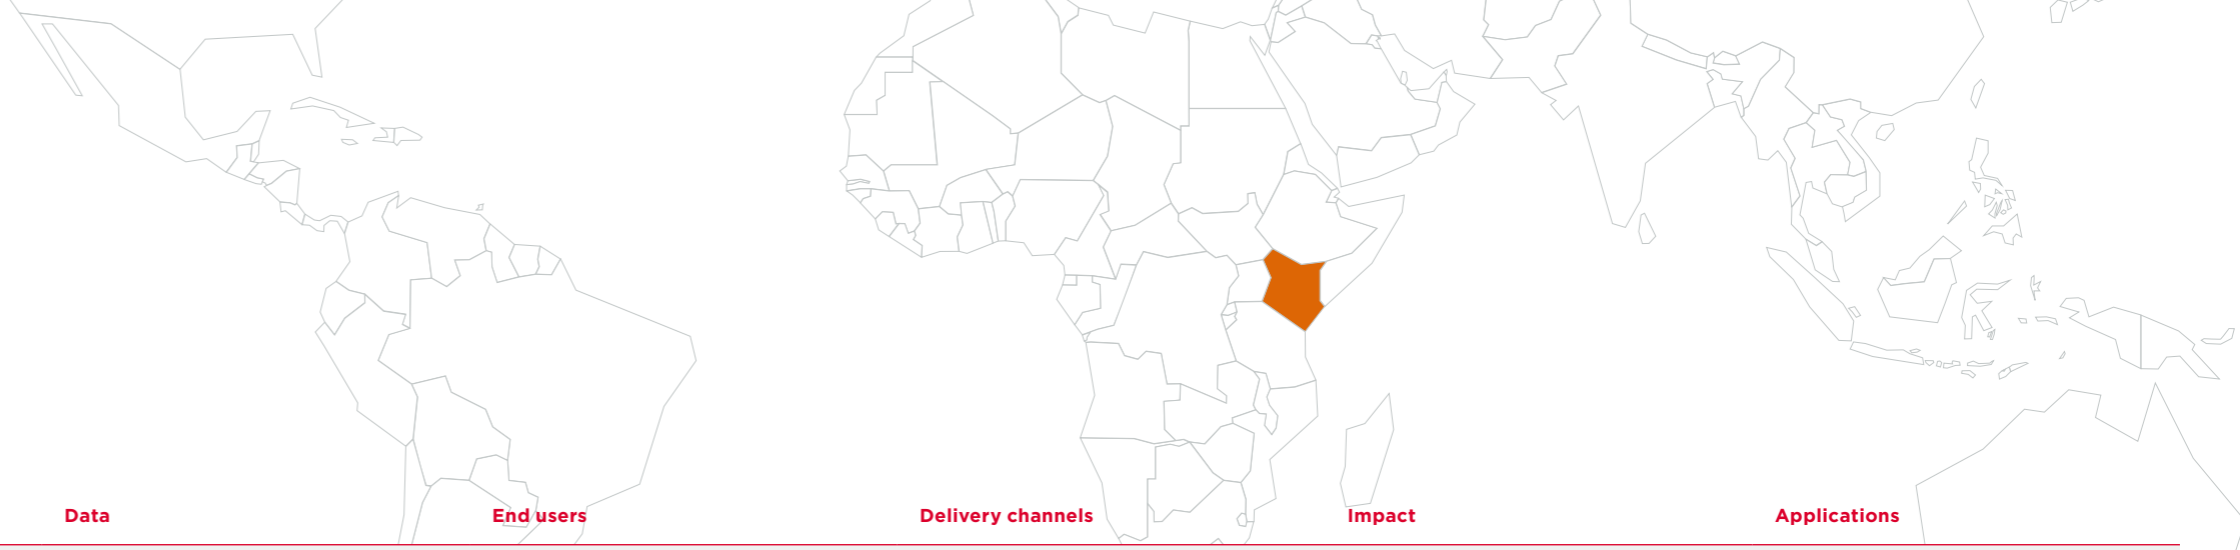 Data
End users
Delivery channels
Impact
Applications